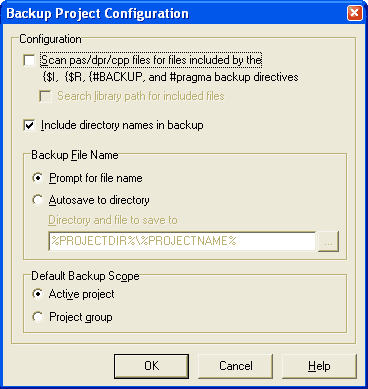 Backup Project Configuration
Configuration
Scan pas/dpr/cpp files for files included by the
{$I, {$R, {#BACKUP, and #pragma backup directives
Search library path for included files
Include directory names in backup
Backup File Name
Prompt for file name
Autosave to directory
Directory and file to save to
%PROJECTDIR%\%PROJECTNAME%
...
Default Backup Scope
Active project
Project group
OK
Cancel
Help